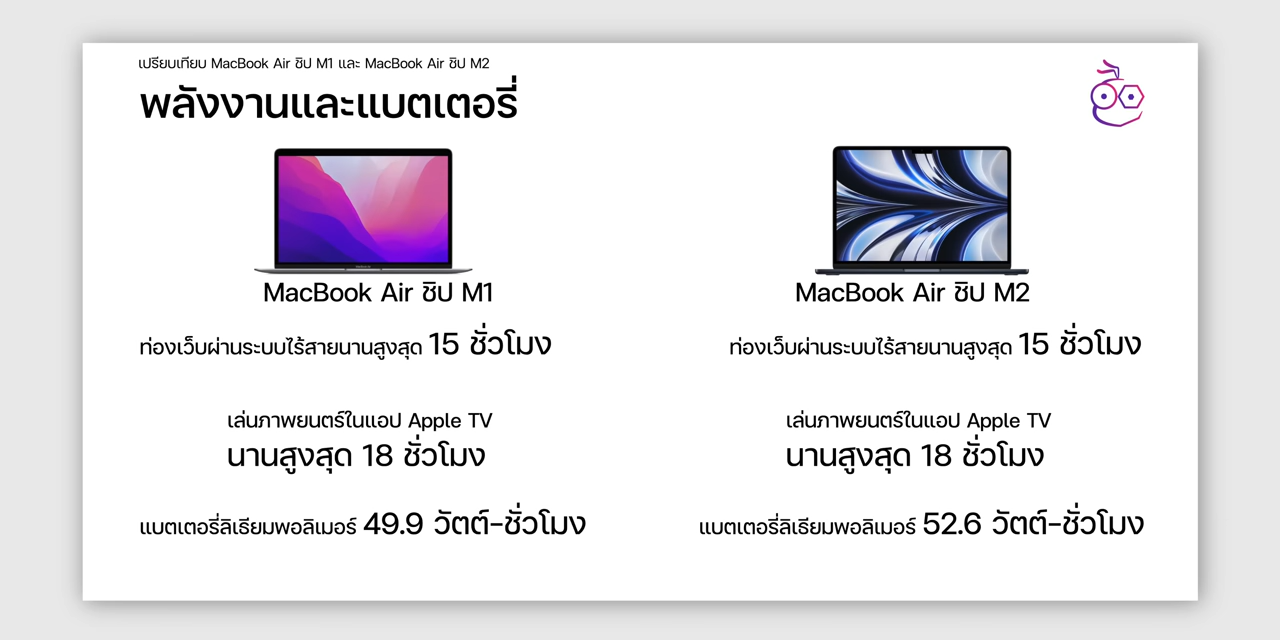 เปรียบเทียบ MacBook Air ชิป M1 และ MacBook Air ชิป M2
พลังงานและแบตเตอรี่
MacBook Air ชิป M1
ท่องเว็บผ่านระบบไร้สายนานสูงสุด 15 ชั่วโมง
เล่นภาพยนตร์ในแอป Apple TV
นานสูงสุด 18 ชั่วโมง
แบตเตอรี่ลิเธียมพอลิเมอร์ 49.9 วัตต์-ชั่วโมง
MacBook Air ชิป M2
ท่องเว็บผ่านระบบไร้สายนานสูงสุด 15 ชั่วโมง
เล่นภาพยนตร์ในแอป Apple TV
นานสูงสุด 18 ชั่วโมง
แบตเตอรี่ลิเธียมพอลิเมอร์ 52.6 วัตต์-ชั่วโมง